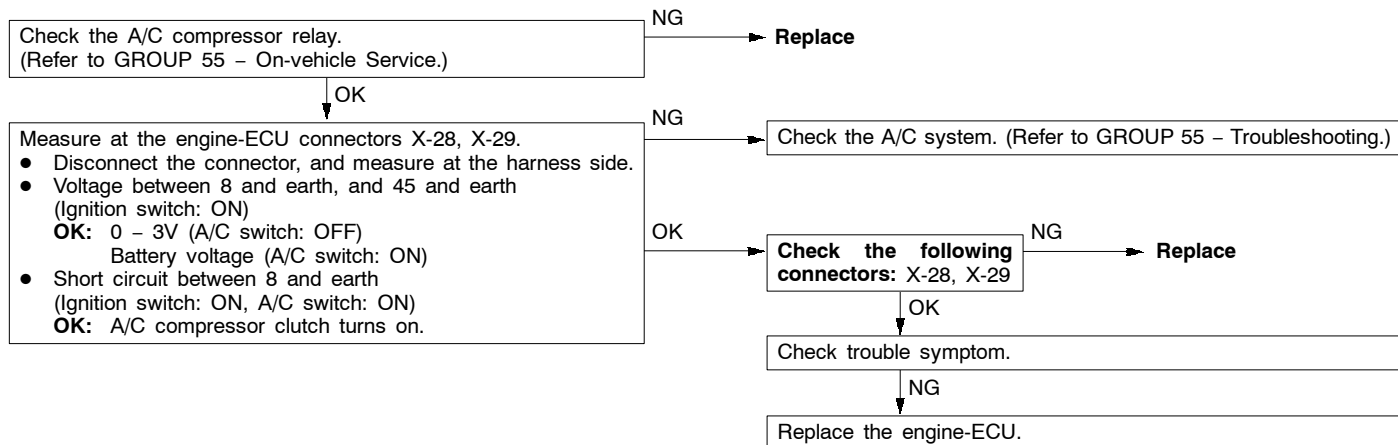 Check the A/C compressor relay.
(Refer to GROUP 55 – On-vehicle Service.)
NG
Replace
OK
Measure at the engine-ECU connectors X-28, X-29.
● Disconnect the connector, and measure at the harness side.
● Voltage between 8 and earth, and 45 and earth
(Ignition switch: ON)
OK: 0 – 3V (A/C switch: OFF)
Battery voltage (A/C switch: ON)
● Short circuit between 8 and earth
(Ignition switch: ON, A/C switch: ON)
OK: A/C compressor clutch turns on.
NG
Check the A/C system. (Refer to GROUP 55 – Troubleshooting.)
OK
Check the following
connectors: X-28, X-29
NG
Replace
OK
Check trouble symptom.
NG
Replace the engine-ECU.